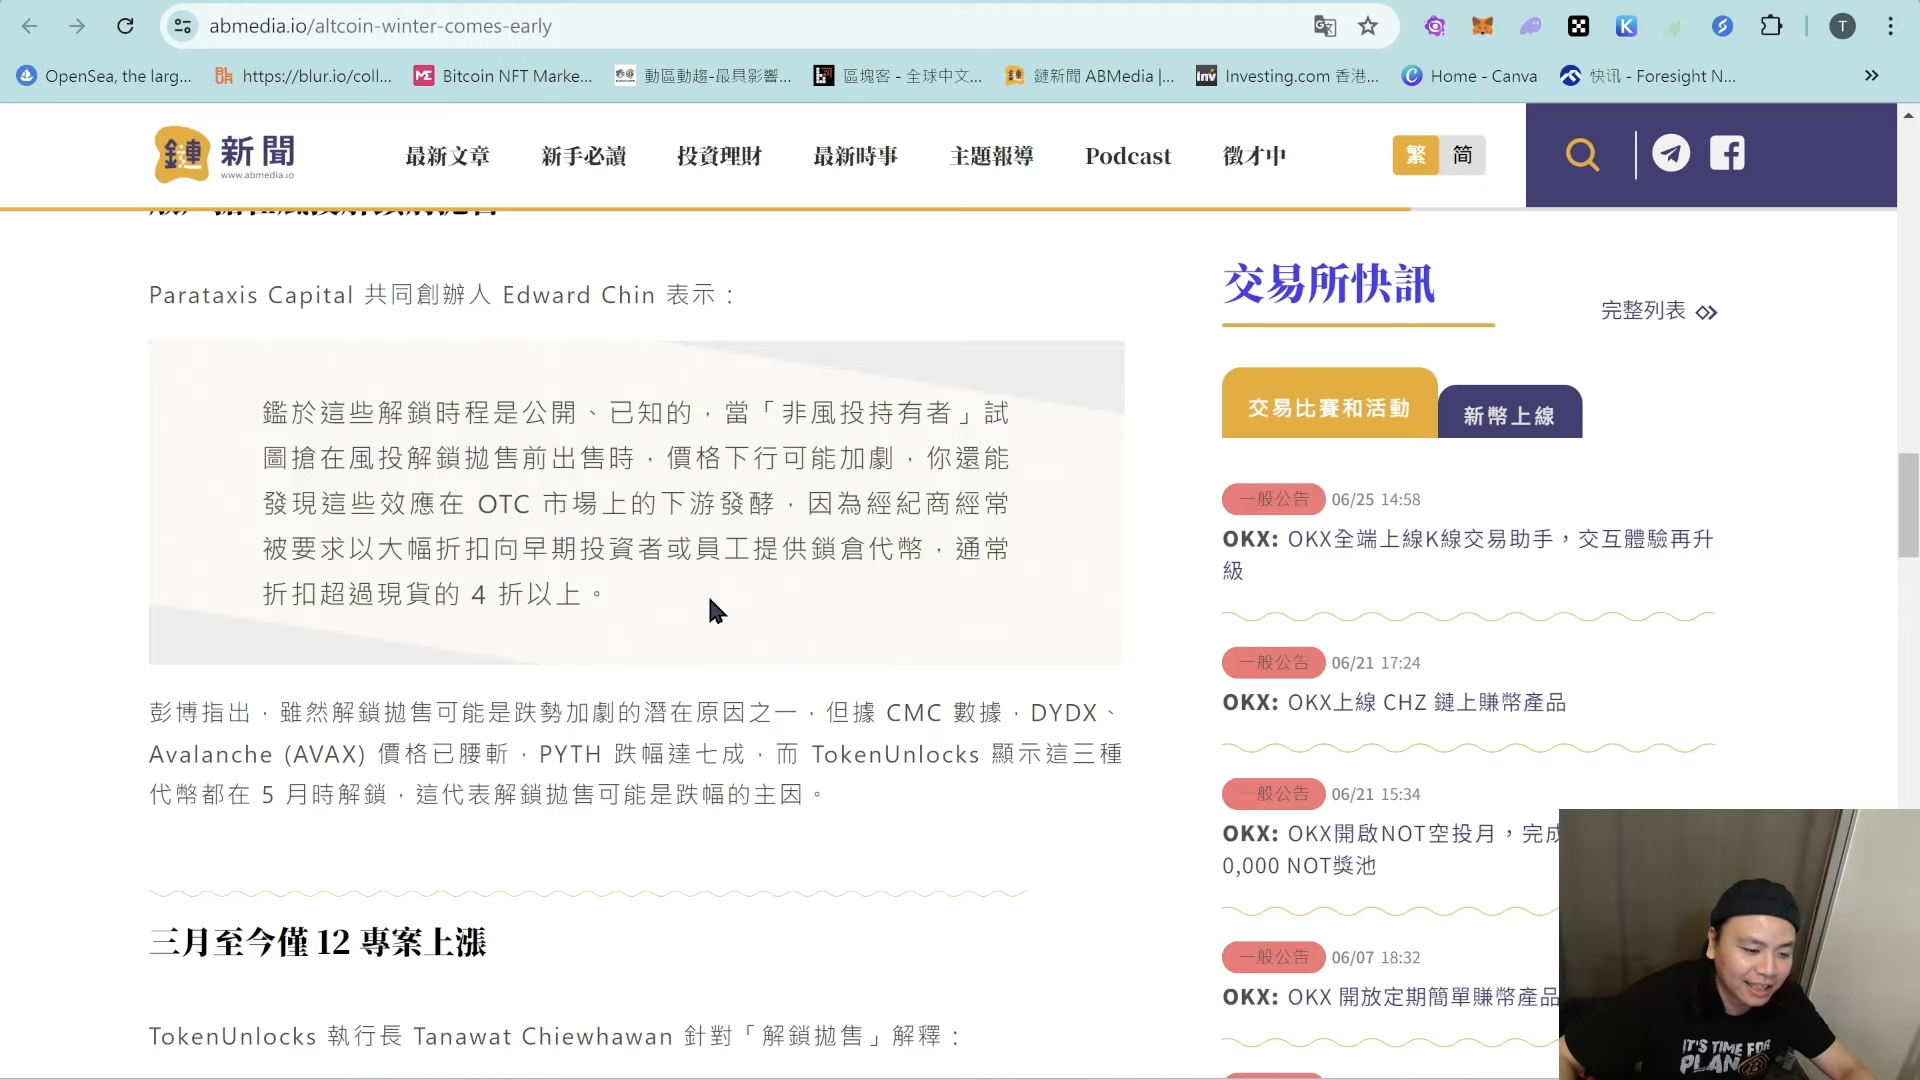 abmedia.io/altcoin-winter-comes-early
T
OpenSea, the larg...
https://blur.io/coll...
Bitcoin NFT Marke...
動區動趨-最具影響...
區塊客 - 全球中文...
鏈新聞 ABMedia |...
Investing.com 香港...
Home - Canva
快讯 - Foresight N...
鏈 新聞
www.abmedia.io
最新文章
新手必讀
投資理財
最新時事
主題報導
Podcast
徵才中
繁 简
Parataxis Capital 共同創辦人 Edward Chin 表示：
鑑於這些解鎖時程是公開、已知的，當「非風投持有者」試
圖搶在風投解鎖拋售前出售時，價格下行可能加劇，你還能
發現這些效應在 OTC 市場上的下游發酵，因為經紀商經常
被要求以大幅折扣向早期投資者或員工提供鎖倉代幣，通常
折扣超過現貨的 4 折以上。
彭博指出，雖然解鎖拋售可能是跌勢加劇的潛在原因之一，但據 CMC 數據，DYDX、
Avalanche (AVAX) 價格已腰斬，PYTH 跌幅達七成，而 TokenUnlocks 顯示這三種
代幣都在 5 月時解鎖，這代表解鎖拋售可能是跌幅的主因。
三月至今僅 12 專案上漲
TokenUnlocks 執行長 Tanawat Chiewhawan 針對「解鎖拋售」解釋：
交易所快訊
完整列表
交易比賽和活動
新幣上線
一般公告 06/25 14:58
OKX: OKX全端上線K線交易助手，交互體驗再升
級
一般公告 06/21 17:24
OKX: OKX上線 CHZ 鏈上賺幣產品
一般公告 06/21 15:34
OKX: OKX開啟NOT空投月，完成
0,000 NOT獎池
一般公告 06/07 18:32
OKX: OKX 開放定期簡單賺幣產品
IT'S TIME FOR
PLAN B